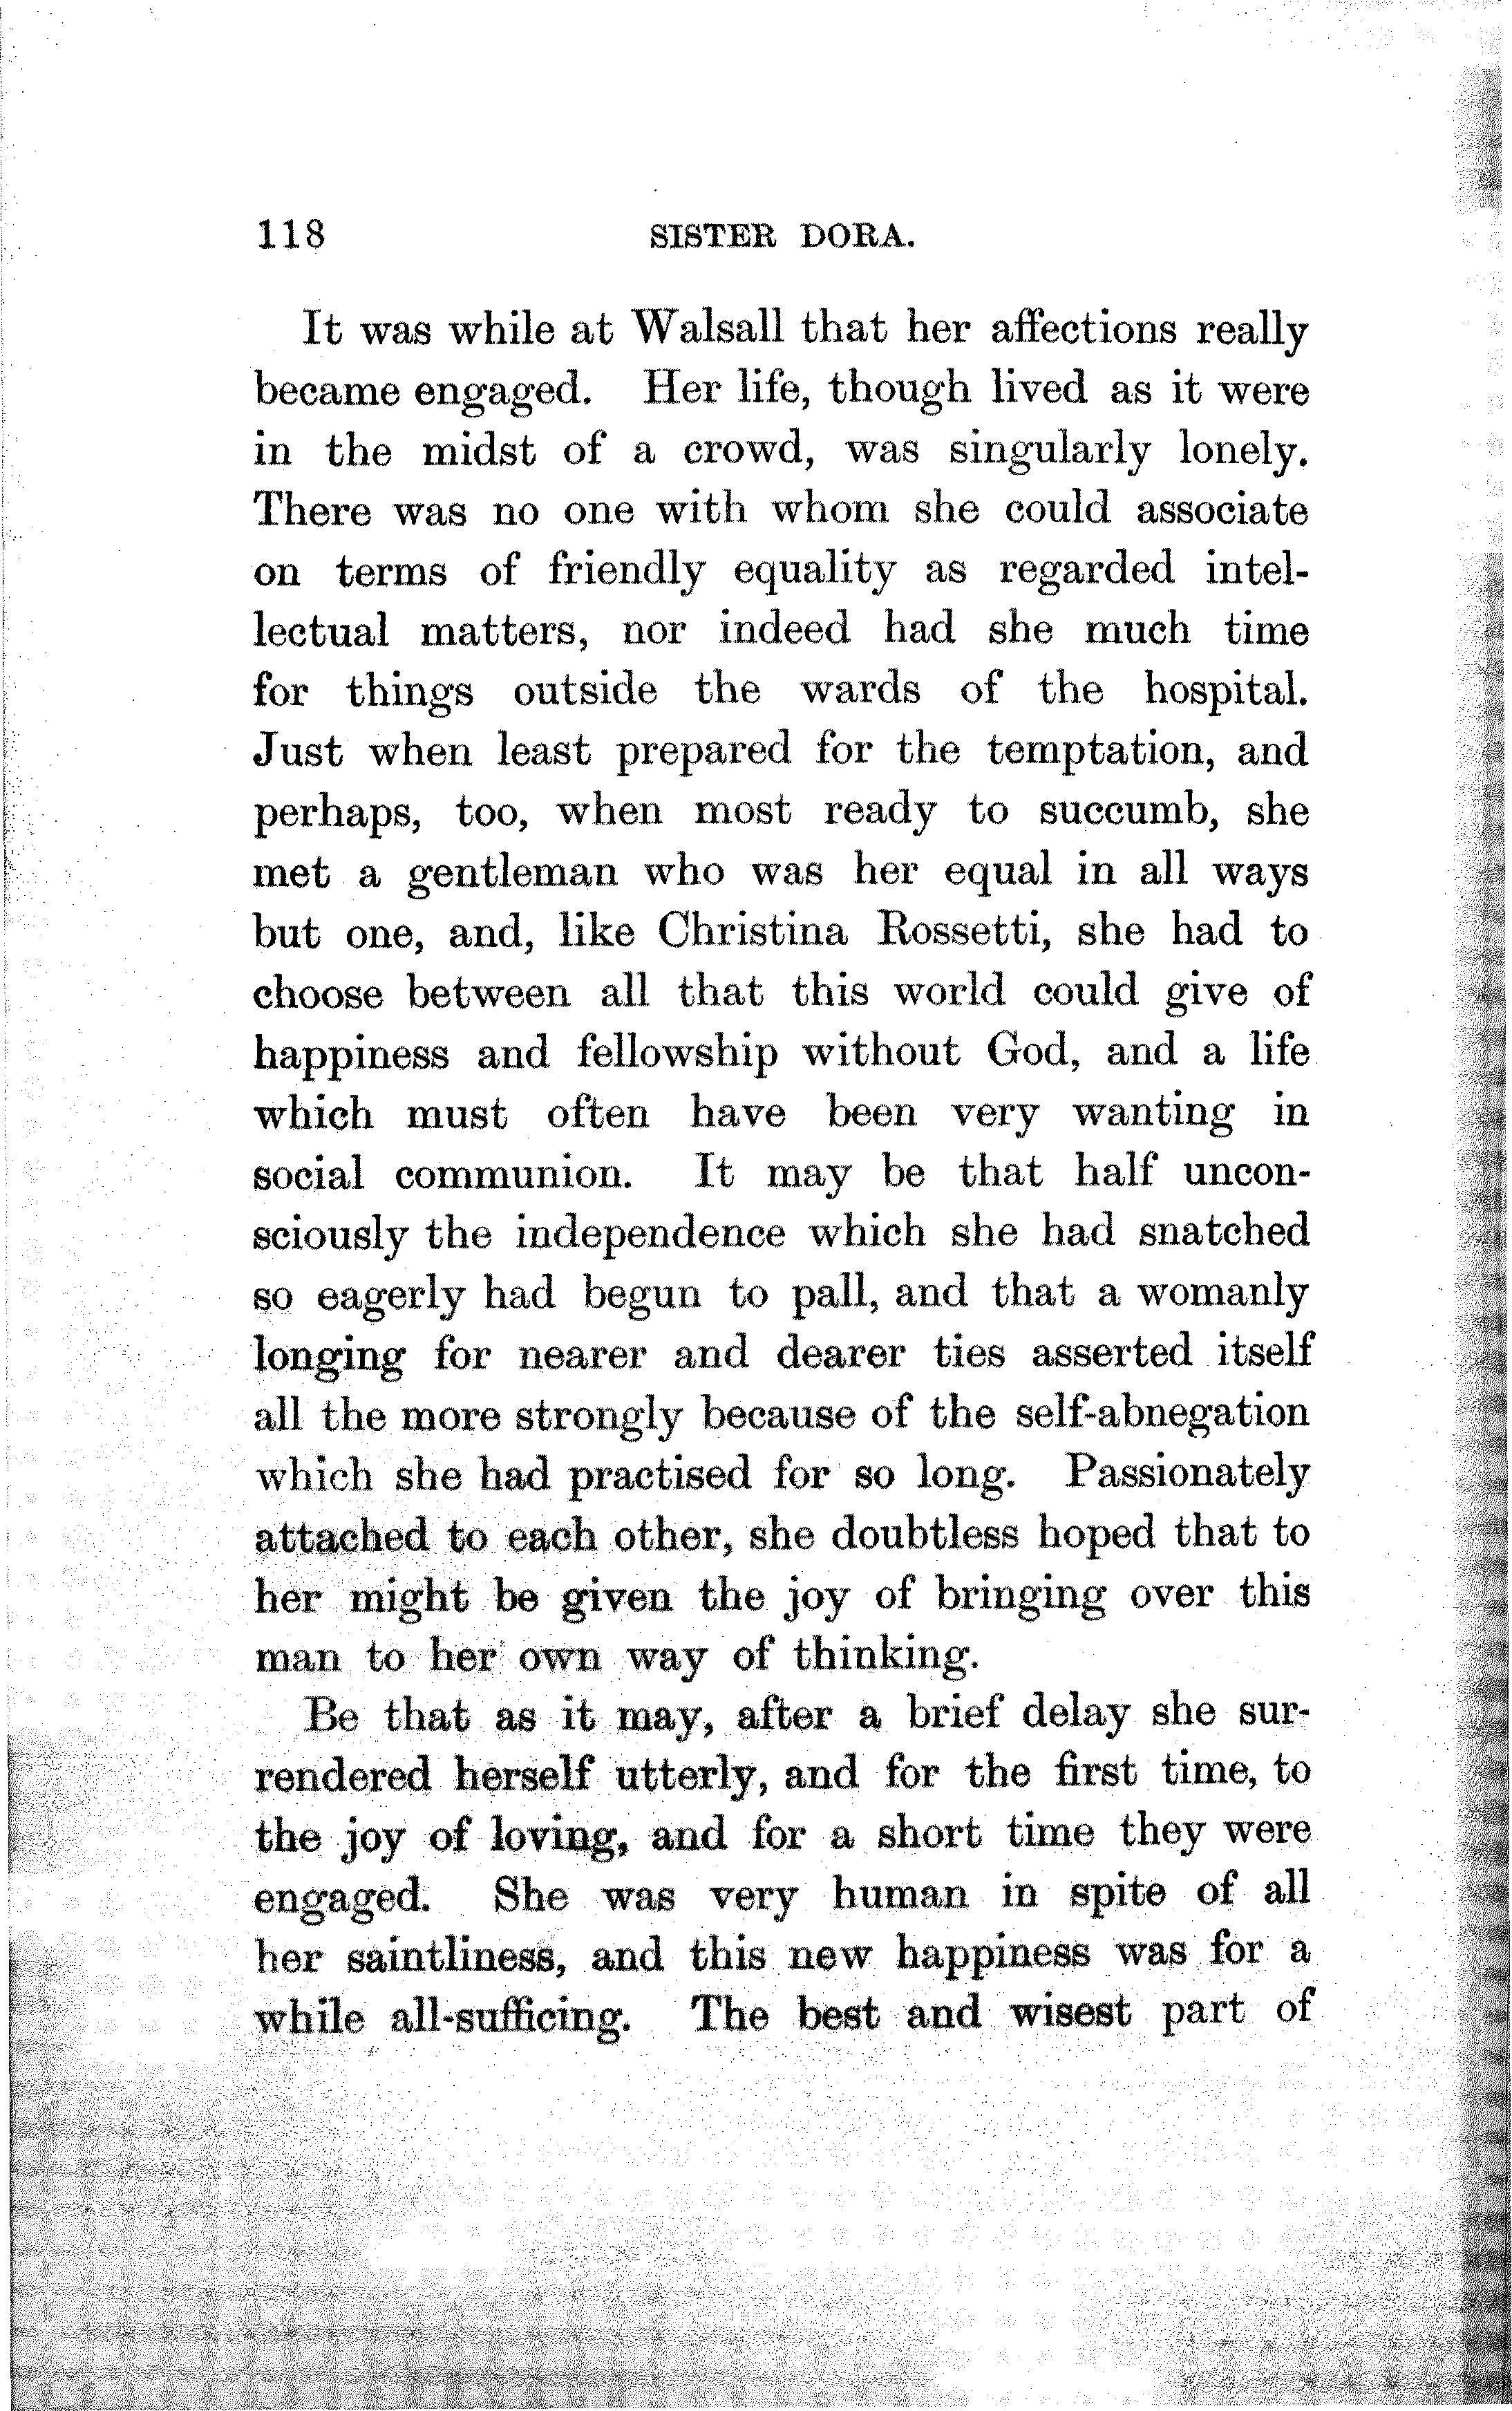 118 SISTER DORA.
It was while at Walsall that her affections really
became engaged. Her life, though lived as it were
in the midst of a crowd, was singularly lonely.
There was no one with whom she could associate
on terms of friendly equality as regarded intel-
lectual matters, nor indeed had she much time
for things outside the wards of the hospital.
Just when least prepared for the temptation, and
perhaps, too, when most ready to succumb, she
met a gentleman who was her equal in all ways
but one, and, like Christina Rossetti, she had to
choose between all that this world could give of
happiness and fellowship without God, and a life
which must often have been very wanting in
social communion. It may be that half uncon-
sciously the independence which she had snatched
so eagerly had begun to pall, and that a womanly
longing for nearer and dearer ties asserted itself
all the more strongly because of the self-abnegation
which she had practised for so long. Passionately
attached to each other, she doubtless hoped that to
her might be given the joy of bringing over this
man to her own way of thinking.
Be that as it may, after a brief delay she sur-
rendered herself utterly, and for the first time, to
the joy of loving, and for a short time they were
engaged. She was very human in spite of all
her saintliness, and this new happiness was for a
while all-sufficing. The best and wisest part of